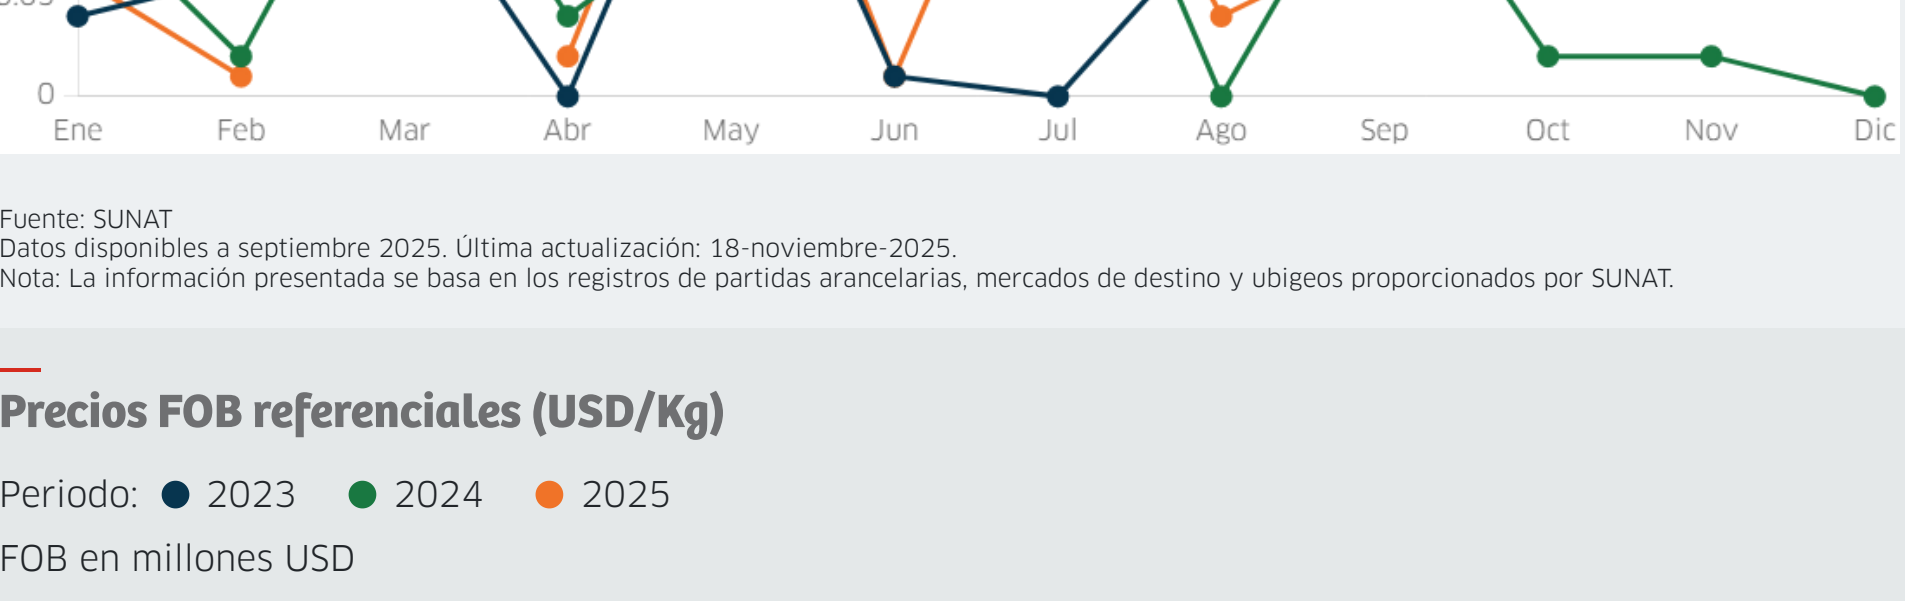 0
Ene Feb Mar Abr May Jun Jul Ago Sep Oct Nov Dic
Fuente: SUNAT
Datos disponibles a septiembre 2025. Última actualización: 18-noviembre-2025.
Nota: La información presentada se basa en los registros de partidas arancelarias, mercados de destino y ubigeos proporcionados por SUNAT.
Precios FOB referenciales (USD/Kg)
Periodo: 2023 2024 2025
FOB en millones USD